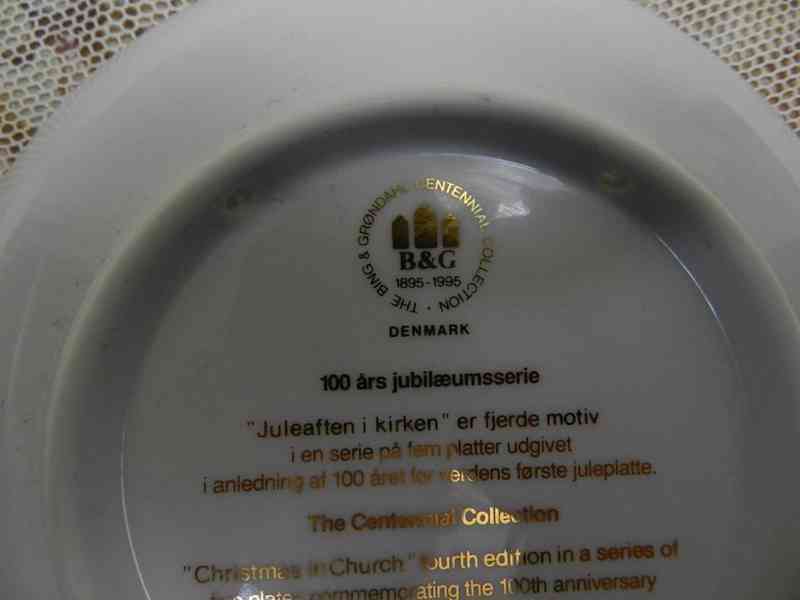 THE BING & GRØNDAHL CENTENNIAL COLLECTION ·
B&G
1895-1995
DENMARK
100 års jubilæumsserie
"Juleaften i kirken" er fjerde motiv
i en serie på fem platter udgivet
i anledning af 100 året for verdens første juleplatte.
The Centennial Collection
"Christmas in Church" fourth edition in a series of
five plates commemorating the 100th anniversary